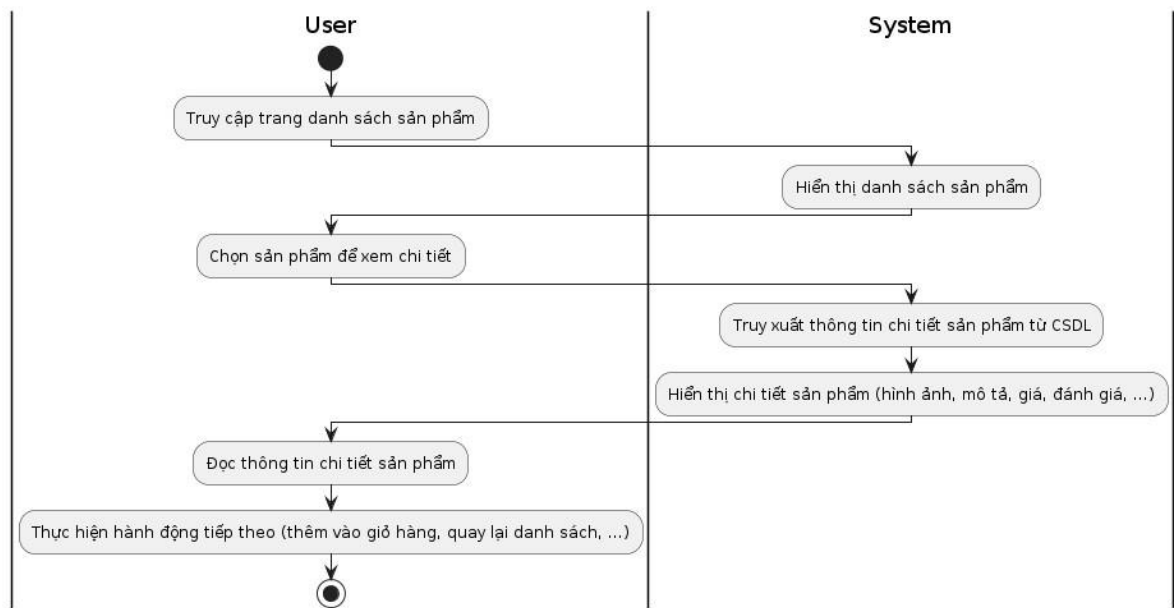 User
System
Truy cập trang danh sách sản phẩm
Hiển thị danh sách sản phẩm
Chọn sản phẩm để xem chi tiết
Truy xuất thông tin chi tiết sản phẩm từ CSDL
Hiển thị chi tiết sản phẩm (hình ảnh, mô tả, giá, đánh giá, ...)
Đọc thông tin chi tiết sản phẩm
Thực hiện hành động tiếp theo (thêm vào giỏ hàng, quay lại danh sách, ...)